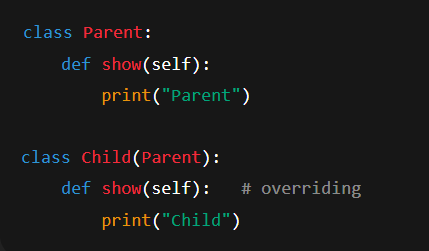 class Parent:
    def show(self):
        print("Parent")

class Child(Parent):
    def show(self):   # overriding
        print("Child")